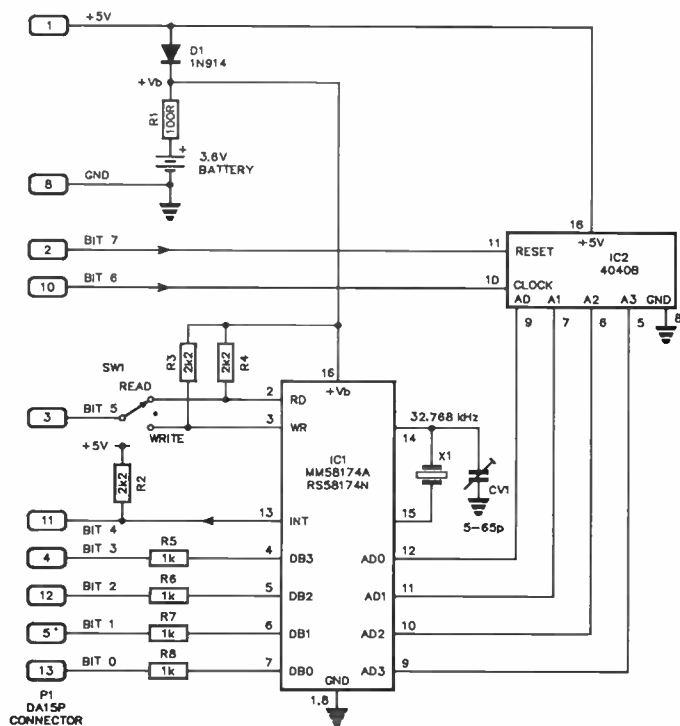 1 +5V
D1
1N914
+Vb
R1
100R
+
3.6V
BATTERY
8 GND
16
+5V
2 BIT 7
11 RESET
IC2
4040B
10 BIT 6
10 CLOCK
A0 A1 A2 A3 GND
9 7 6 5 8
R3
2k2
R4
2k2
SW1
READ
16
+Vb
3 BIT 5
2 RD
WRITE
3 WR
32.768 kHz
14
+5V
2k2
R2
IC1
MM58174A
RS58174N
X1
CV1
5-65p
15
11
BIT 4
13 INT
4 BIT 3
R5
1k
4 DB3
AD0 12
12 BIT 2
R6
1k
5 DB2
AD1 11
5 BIT 1
R7
1k
6 DB1
AD2 10
13 BIT 0
R8
1k
7 DB0
AD3 9
GND
1,8
P1
DA15P
CONNECTOR